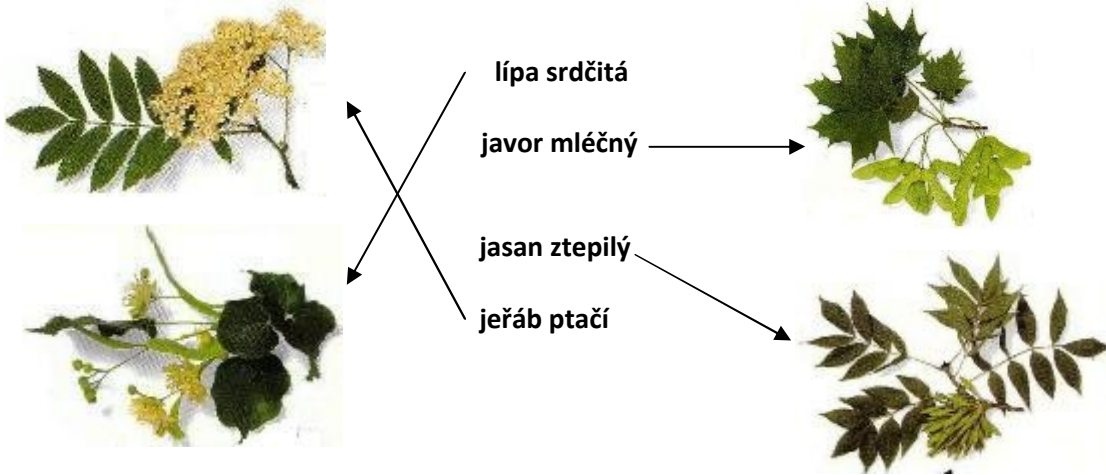 lípa srdčitá
javor mléčný
jasan ztepilý
jeřáb ptačí